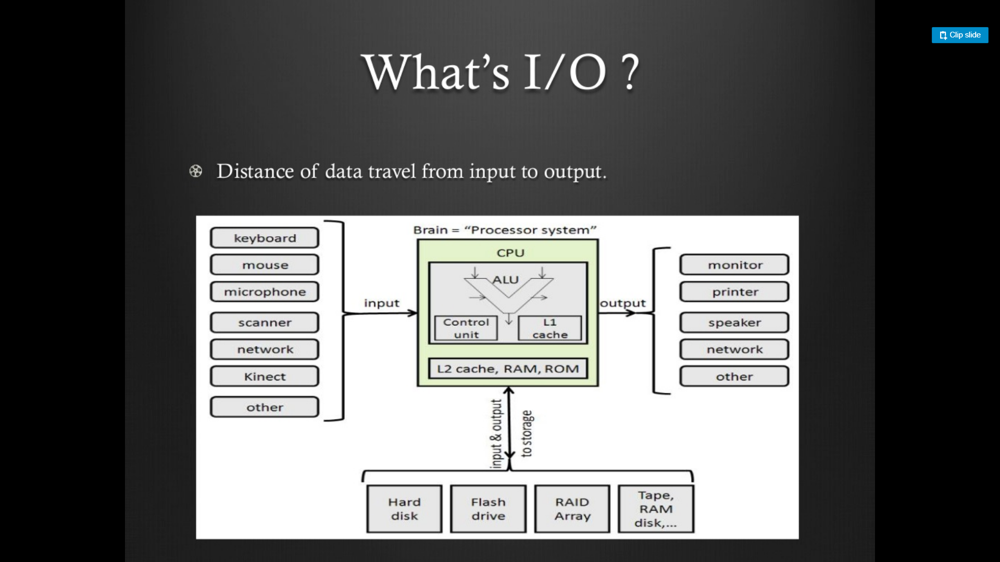 Clip slide
What’s I/O ?
Distance of data travel from input to output.
keyboard
mouse
microphone
scanner
network
Kinect
other
input
Brain = “Processor system”
CPU
ALU
Control
unit
L1
cache
L2 cache, RAM, ROM
output
monitor
printer
speaker
network
other
input & output
to storage
Hard
disk
Flash
drive
RAID
Array
Tape,
RAM
disk,...